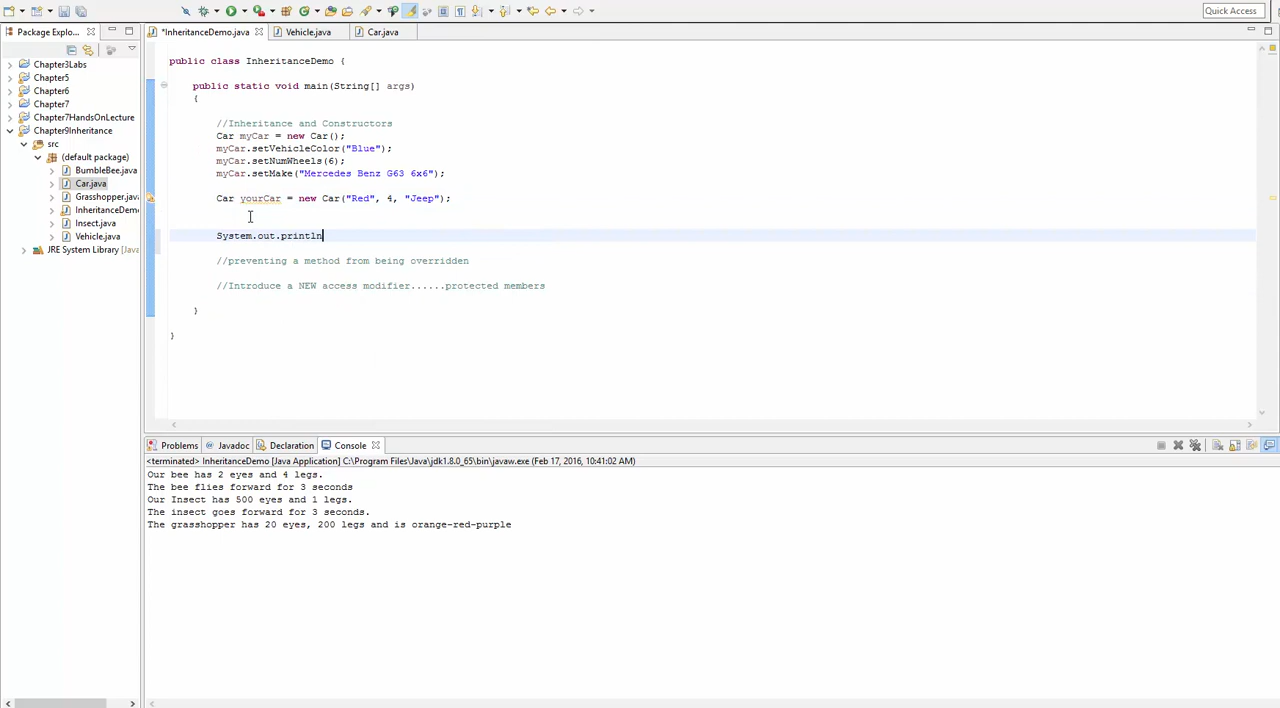 Quick Access
Package Explo...
*InheritanceDemo.java
Vehicle.java
Car.java
Chapter3Labs
Chapter5
Chapter6
Chapter7
Chapter7HandsOnLecture
Chapter9Inheritance
src
(default package)
BumbleBee.java
Car.java
Grasshopper.java
InheritanceDemo
Insect.java
Vehicle.java
JRE System Library [Ja
public class InheritanceDemo {
public static void main(String[] args)
{
//Inheritance and Constructors
Car myCar = new Car();
myCar.setVehicleColor("Blue");
myCar.setNumWheels(6);
myCar.setMake("Mercedes Benz G63 6x6");
Car yourCar = new Car("Red", 4, "Jeep");
System.out.println
//preventing a method from being overridden
//Introduce a NEW access modifier......protected members
}
}
Problems
Javadoc
Declaration
Console
<terminated> InheritanceDemo [Java Application] C:\Program Files\Java\jdk1.8.0_65\bin\javaw.exe (Feb 17, 2016, 10:41:02 AM)
Our bee has 2 eyes and 4 legs.
The bee flies forward for 3 seconds
Our Insect has 500 eyes and 1 legs.
The insect goes forward for 3 seconds.
The grasshopper has 20 eyes, 200 legs and is orange-red-purple